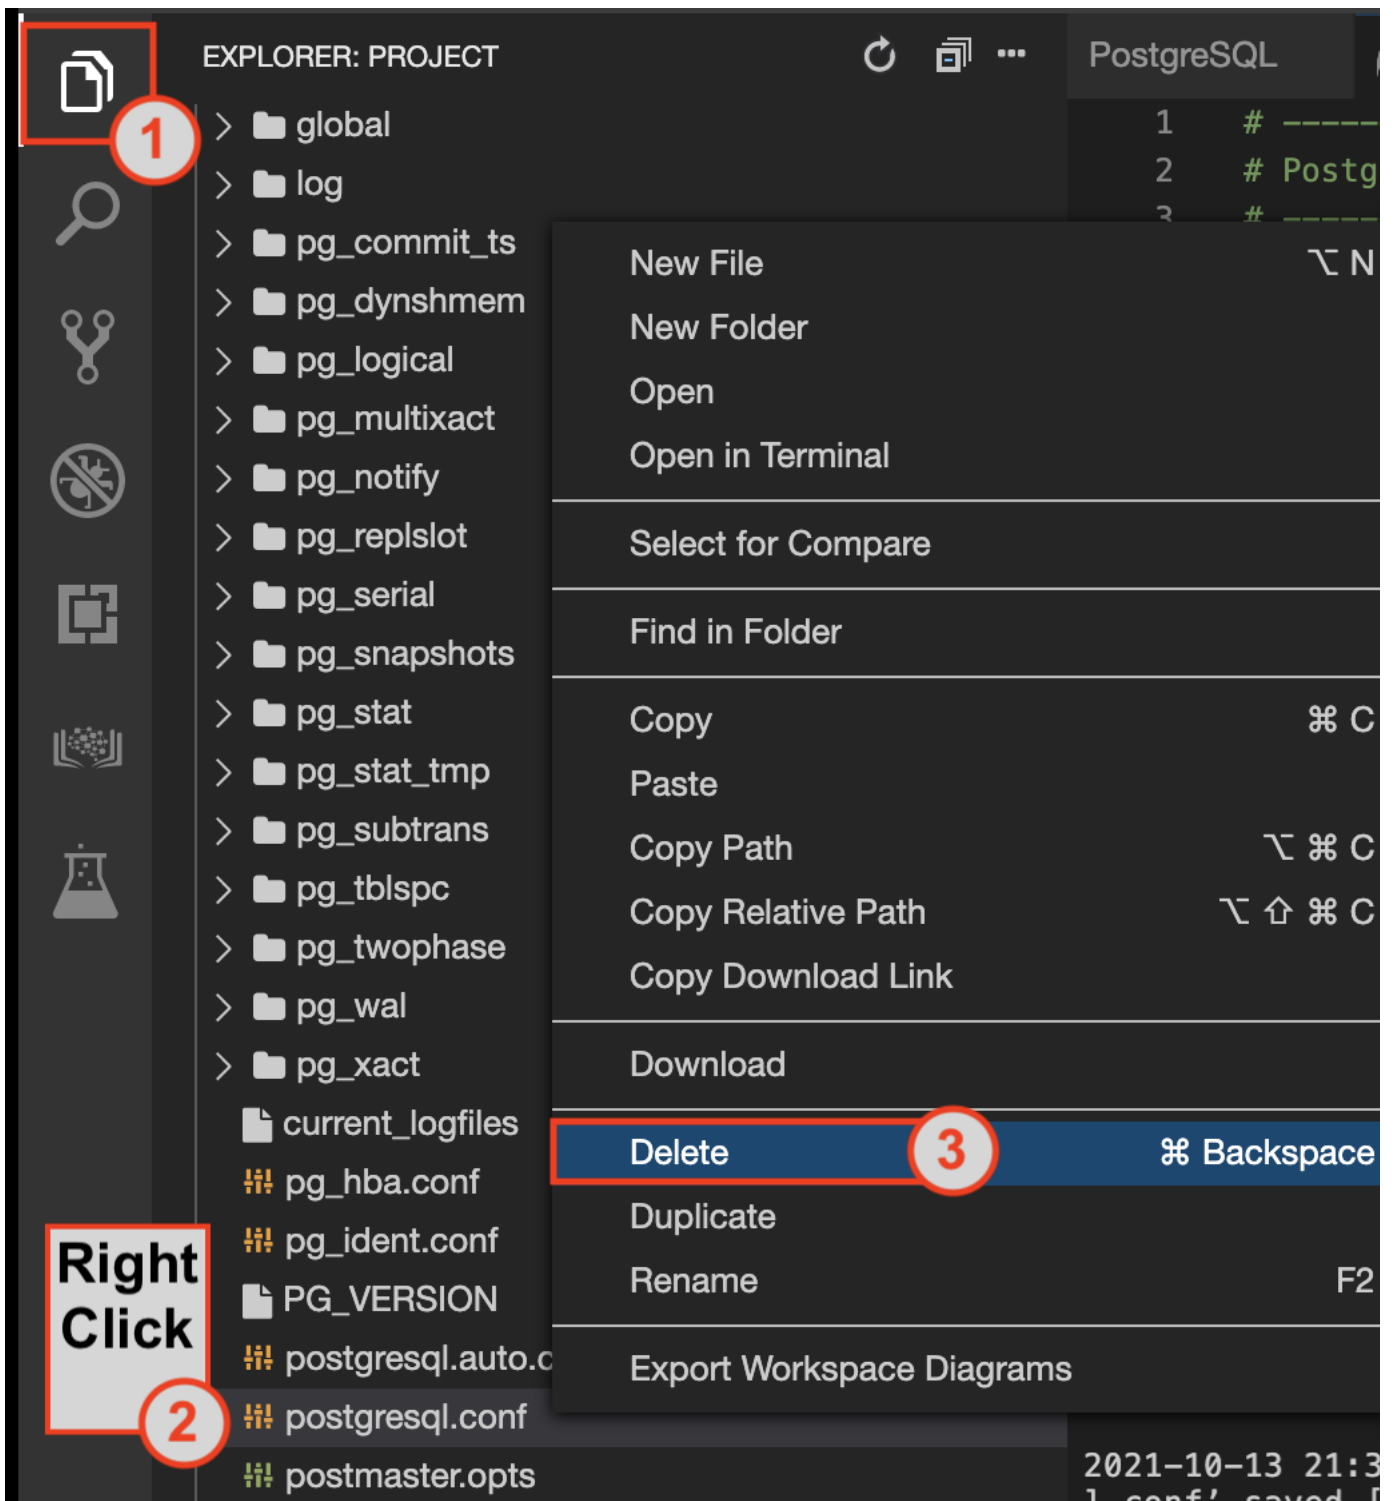 EXPLORER: PROJECT
PostgreSQL
1
global
log
pg_commit_ts
pg_dynshmem
pg_logical
pg_multixact
pg_notify
pg_replslot
pg_serial
pg_snapshots
pg_stat
pg_stat_tmp
pg_subtrans
pg_tblspc
pg_twophase
pg_wal
pg_xact
current_logfiles
pg_hba.conf
pg_ident.conf
PG_VERSION
postgresql.auto.c
postgresql.conf
postmaster.opts
Right
Click
2
1 # -----
2 # Postg
3 # -----
New File ⌥ N
New Folder
Open
Open in Terminal
Select for Compare
Find in Folder
Copy ⌘ C
Paste
Copy Path ⌥ ⌘ C
Copy Relative Path ⌥ ⇧ ⌘ C
Copy Download Link
Download
Delete 3 ⌘ Backspace
Duplicate
Rename F2
Export Workspace Diagrams
2021-10-13 21:3
l.conf' saved [